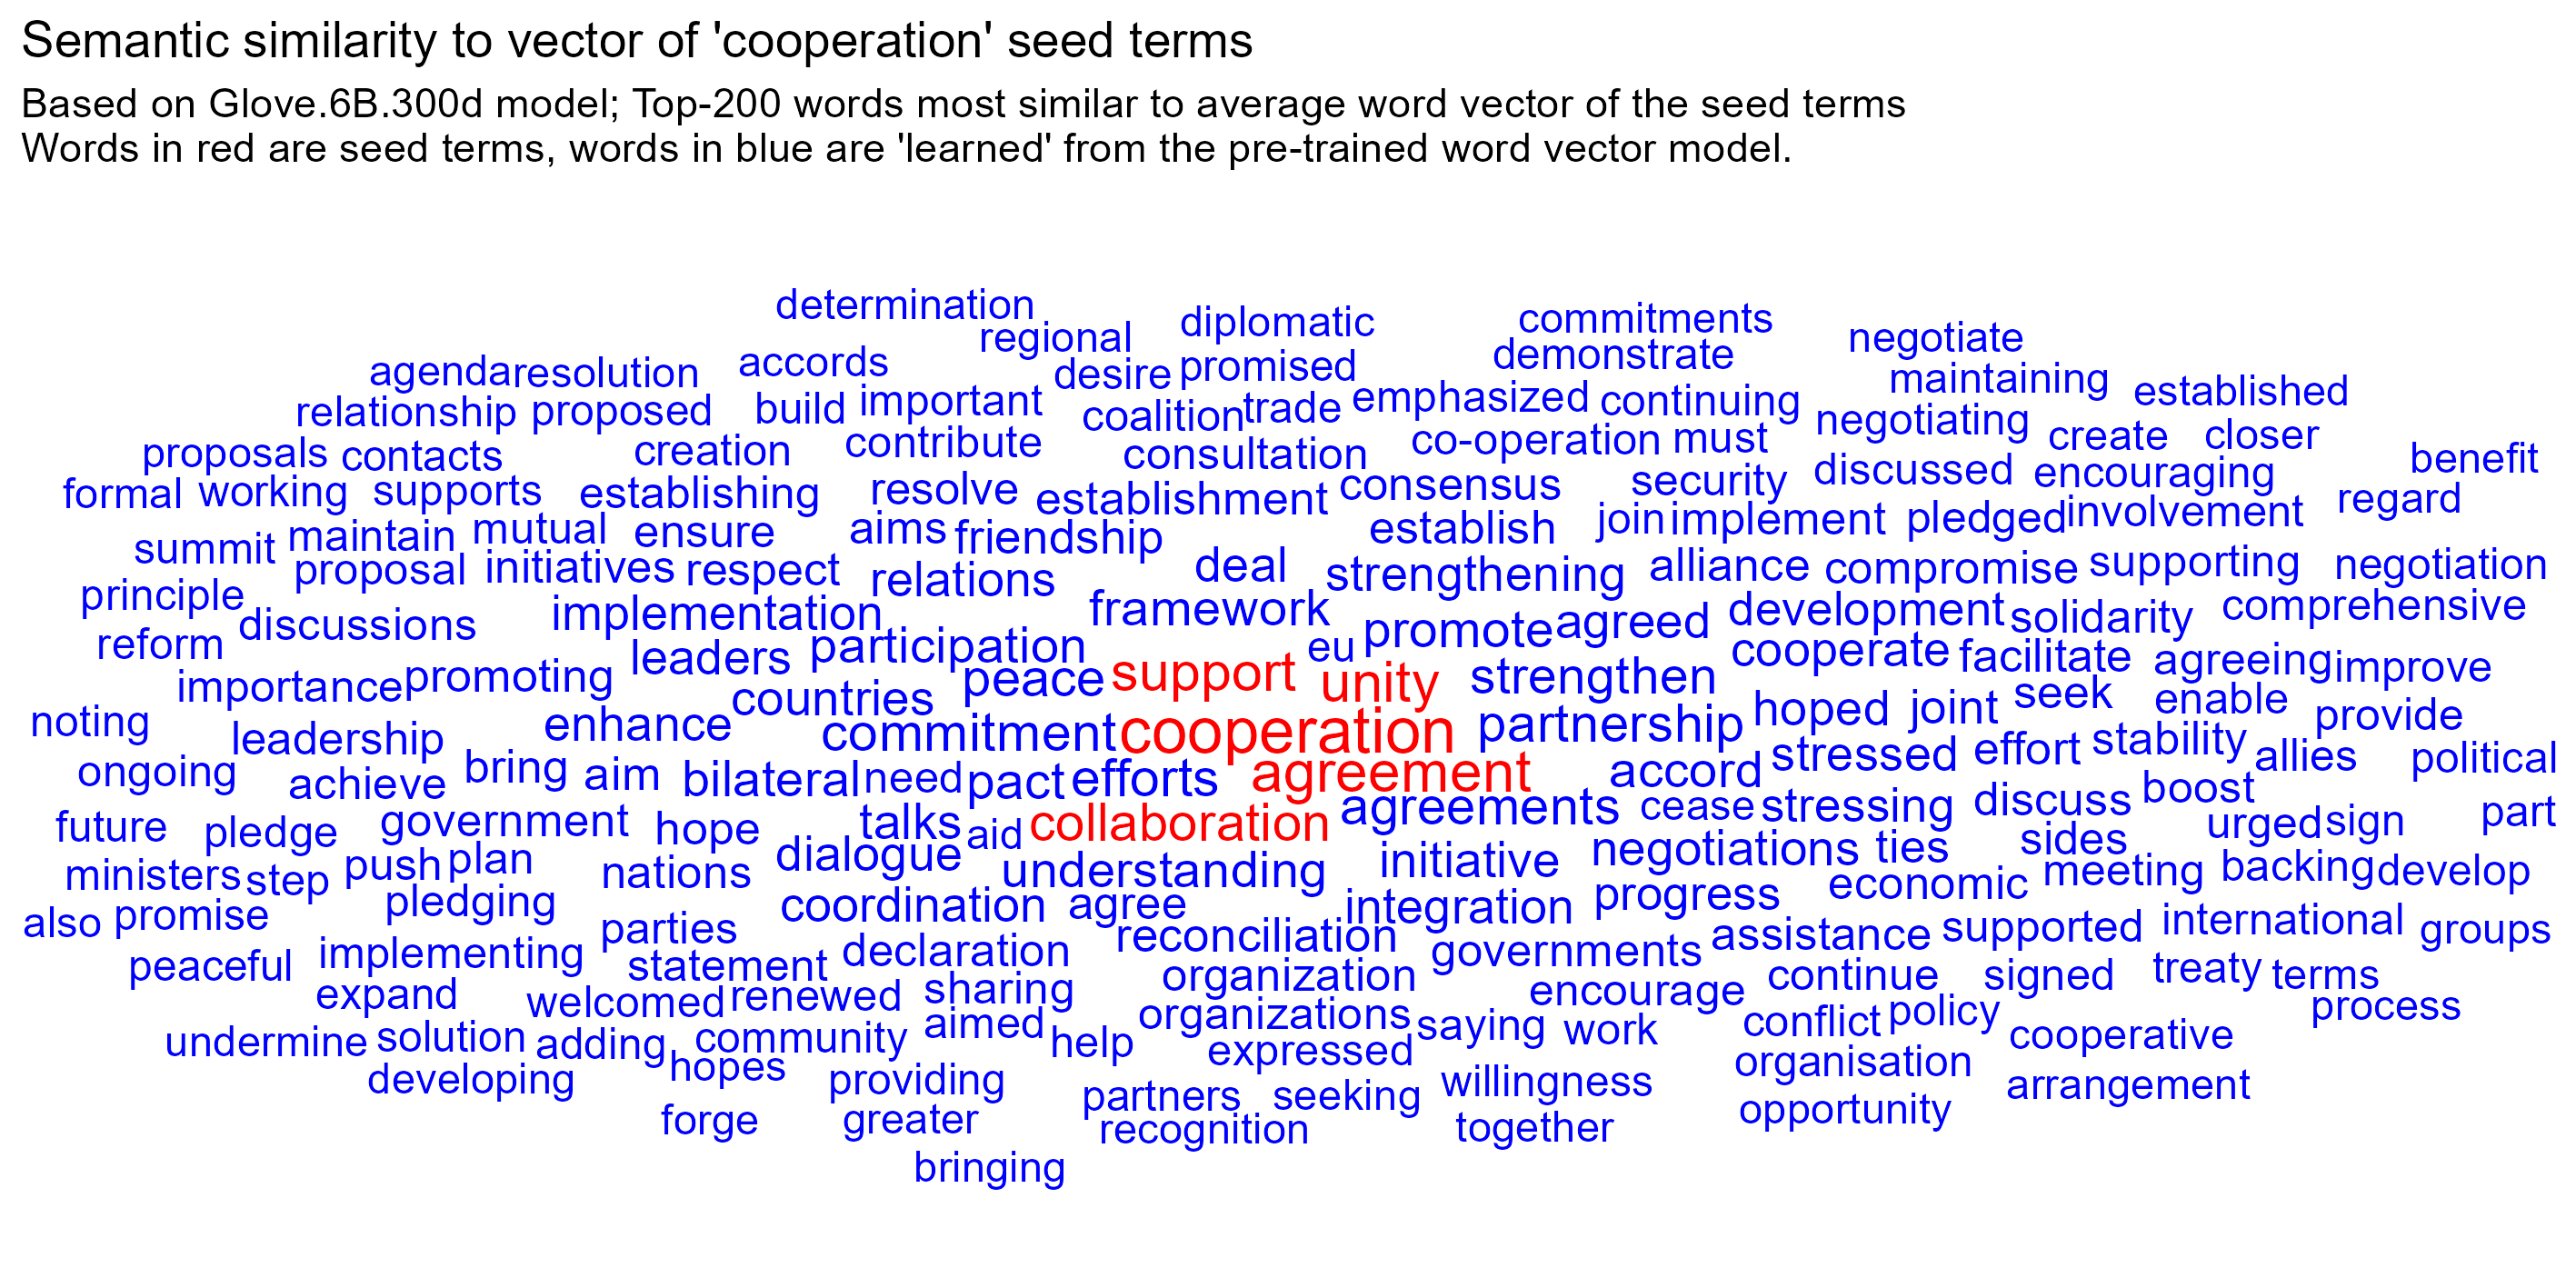 Semantic similarity to vector of 'cooperation' seed terms
Based on Glove.6B.300d model; Top-200 words most similar to average word vector of the seed terms
Words in red are seed terms, words in blue are 'learned' from the pre-trained word vector model.
determination
regional diplomatic commitments negotiate
agenda resolution accords desire promised demonstrate maintaining established
relationship proposed build important coalition trade emphasized continuing negotiating
proposals contacts creation contribute consultation co-operation must create closer benefit
formal working supports establishing resolve establishment consensus security discussed encouraging regard
summit maintain mutual ensure aims friendship establish join implement pledged involvement
principle proposal initiatives respect relations deal strengthening alliance compromise supporting negotiation
reform discussions implementation framework promote agreed development solidarity comprehensive
importance promoting leaders participation peace support eu unity strengthen cooperate facilitate agreeing improve
noting leadership enhance countries commitment cooperation partnership hoped joint seek enable provide
ongoing achieve bring aim bilateral need pact efforts agreement accord stressed effort stability allies political
future pledge government hope talks aid collaboration agreements cease stressing discuss boost urged sign part
ministers step push plan nations dialogue understanding initiative negotiations ties sides meeting backing develop
also promise pledging parties coordination agree integration progress economic supported international groups
peaceful implementing statement declaration reconciliation governments assistance
expand welcomed renewed sharing organization encourage continue signed treaty terms process
undermine solution adding community aimed help organizations saying work conflict policy cooperative
developing hopes providing expressed willingness organisation arrangement
forge greater partners seeking recognition together opportunity
bringing